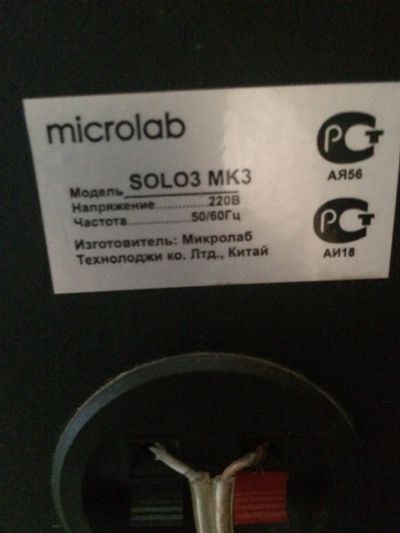 microlab
Модель SOLO3 MK3
Напряжение..............220В
Частота.................50/60Гц
Изготовитель: Микролаб
Технолоджи ко. Лтд., Китай
РСТ
АЯ56
РСТ
АИ18